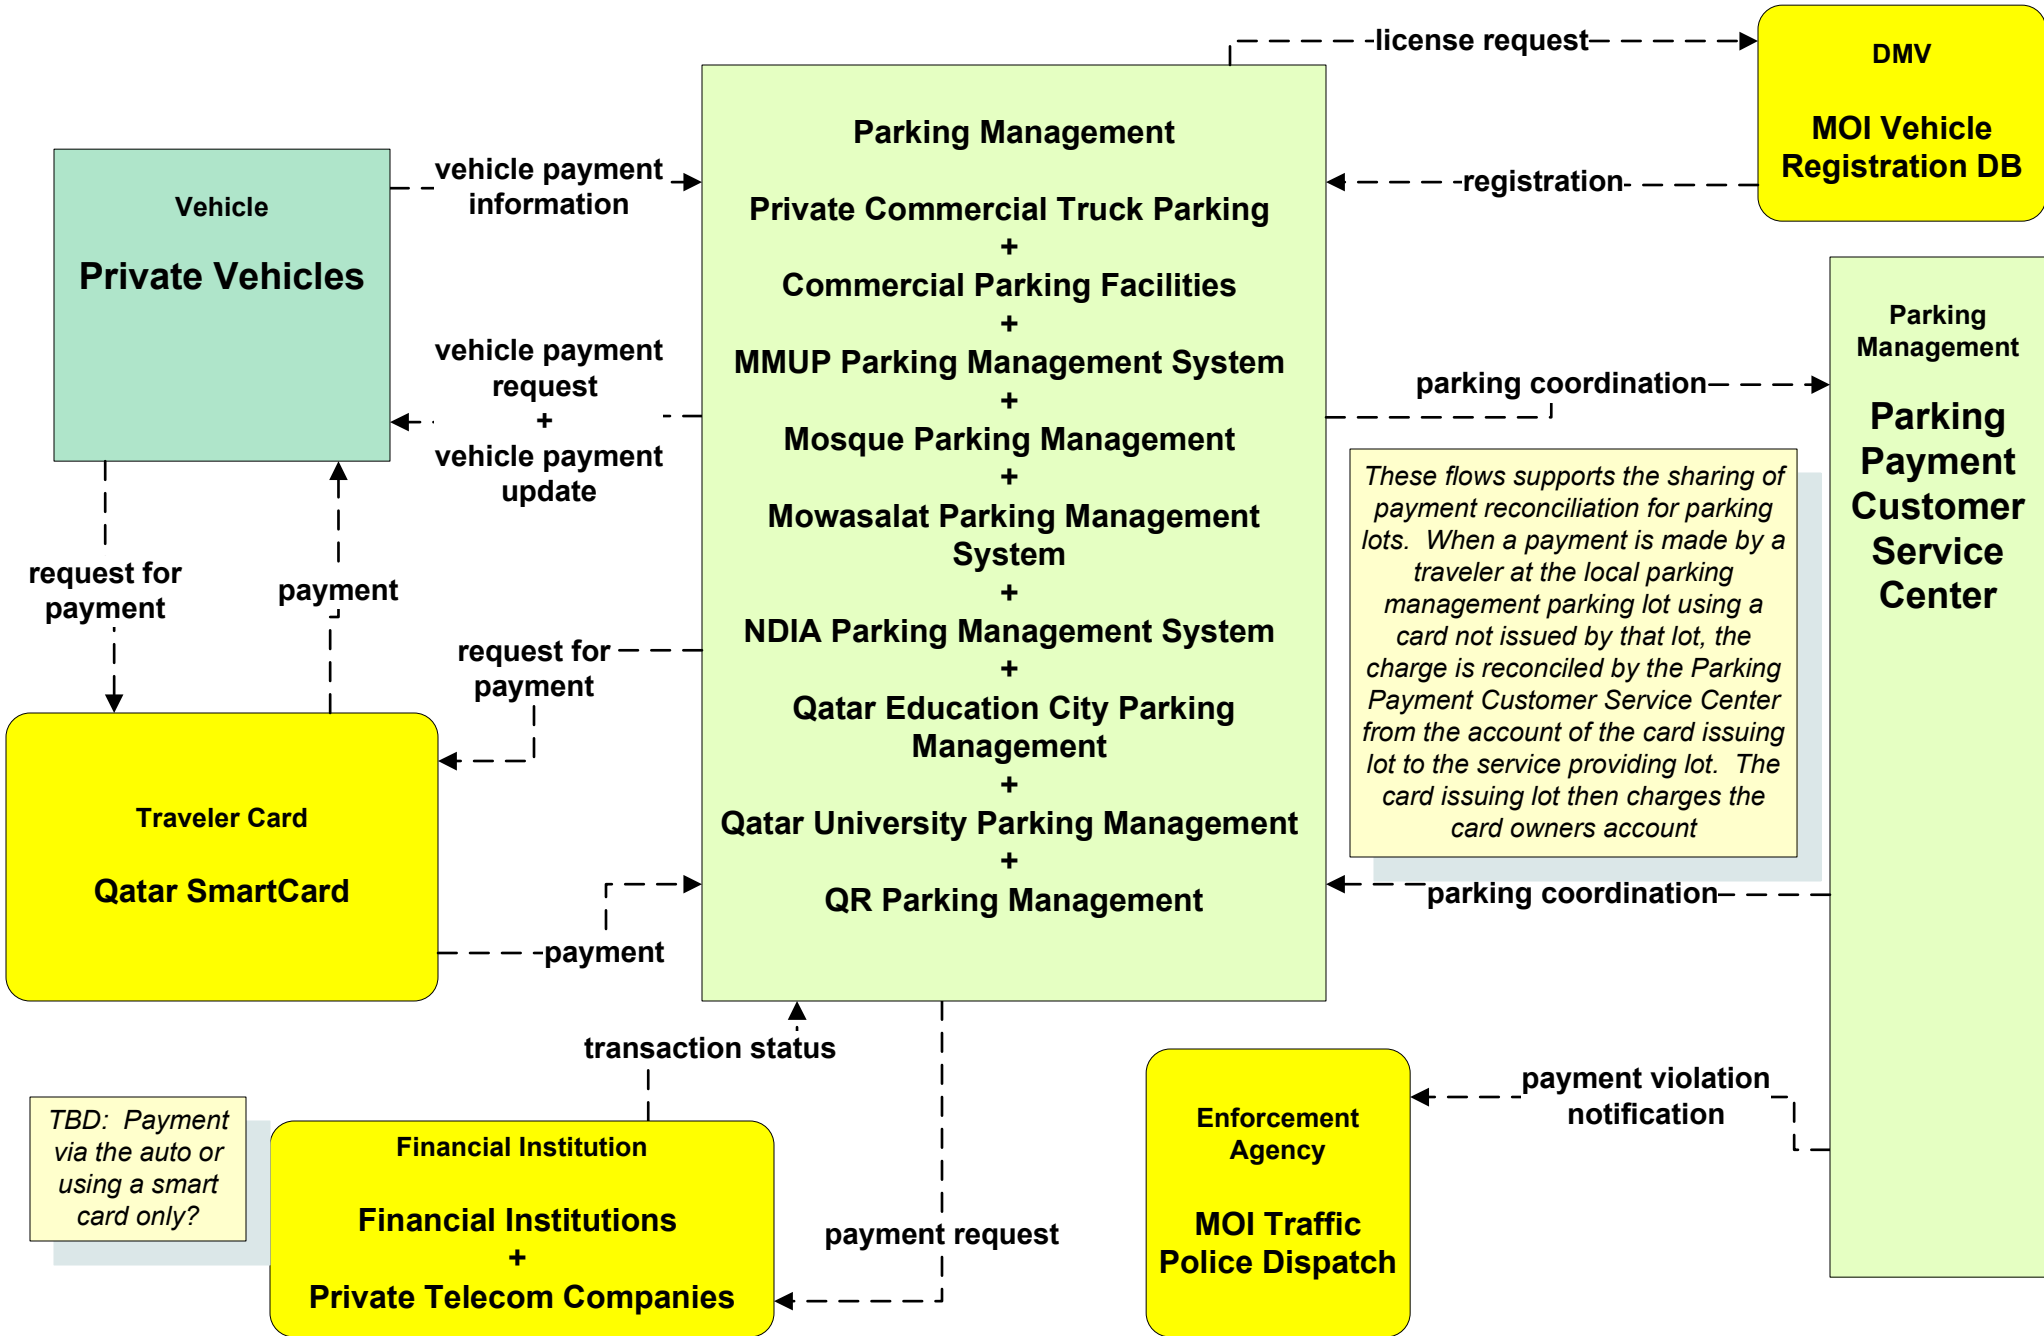 license request
DMV
MOI Vehicle
Registration DB
registration
Parking Management
Private Commercial Truck Parking
+
Commercial Parking Facilities
+
MMUP Parking Management System
+
Mosque Parking Management
+
Mowasalat Parking Management
System
+
NDIA Parking Management System
+
Qatar Education City Parking
Management
+
Qatar University Parking Management
+
QR Parking Management
vehicle payment
information
Vehicle
Private Vehicles
vehicle payment
request
+
vehicle payment
update
request for
payment
payment
request for
payment
Traveler Card
Qatar SmartCard
payment
parking coordination
Parking
Management
Parking
Payment
Customer
Service
Center
These flows supports the sharing of
payment reconciliation for parking
lots. When a payment is made by a
traveler at the local parking
management parking lot using a
card not issued by that lot, the
charge is reconciled by the Parking
Payment Customer Service Center
from the account of the card issuing
lot to the service providing lot. The
card issuing lot then charges the
card owners account
parking coordination
transaction status
TBD: Payment
via the auto or
using a smart
card only?
Financial Institution
Financial Institutions
+
Private Telecom Companies
payment request
Enforcement
Agency
MOI Traffic
Police Dispatch
payment violation
notification